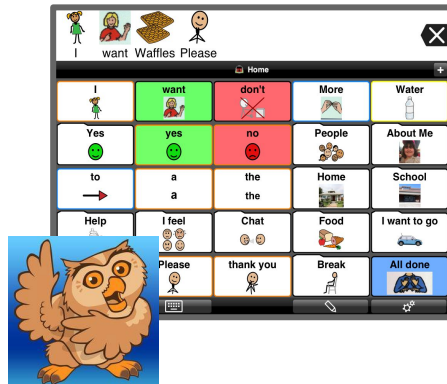 I want Waffles Please
Home +
I want don't More Water
Yes yes no People About Me
to a the Home School
a the
Help I feel Chat Food I want to go
Please thank you Break All done